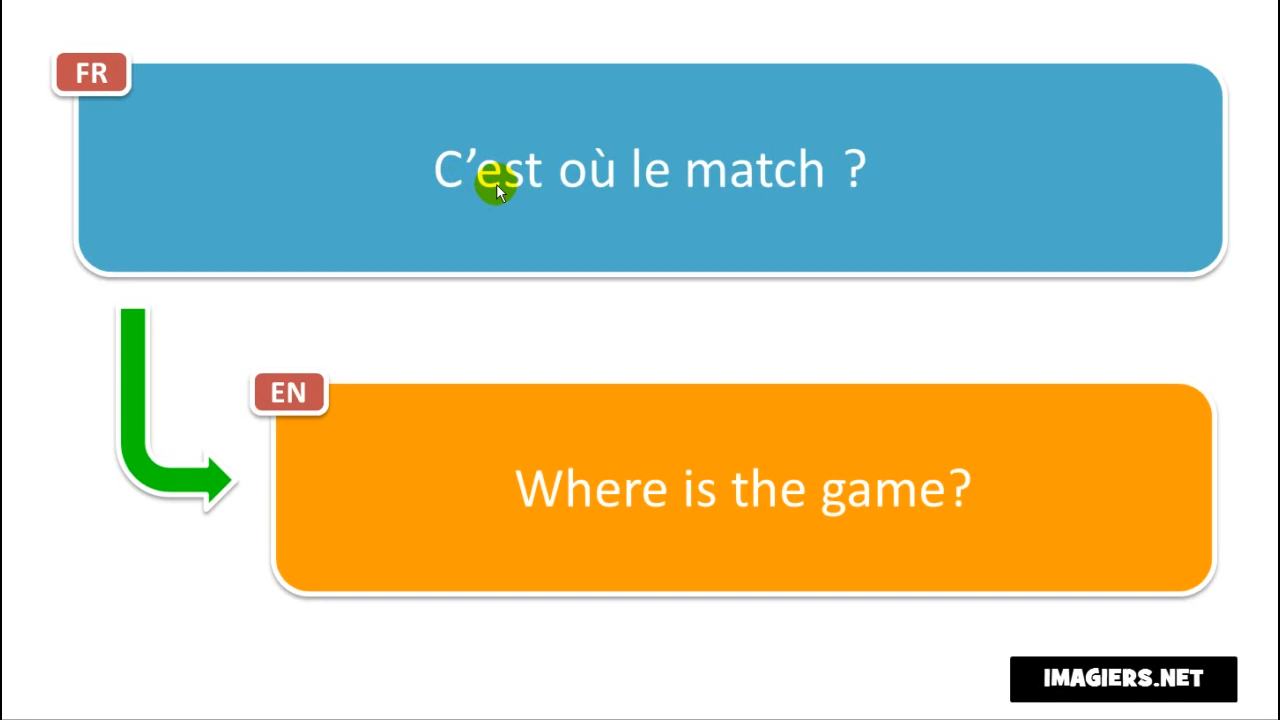 FR
C’est où le match ?
EN
Where is the game?
IMAGIERS.NET